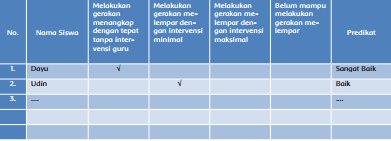 No.
Nama Siswa
Melakukan
gerakan
menangkap
dengan tepat
tanpa inter-
vensi guru
Melakukan
gerakan me-
lempar den-
gan intervensi
minimal
Melakukan
gerakan me-
lempar den-
gan intervensi
maksimal
Belum mampu
melakukan
gerakan me-
lempar
Predikat
1. Dayu √ Sangat Baik
2. Udin √ Baik
3. .... ....